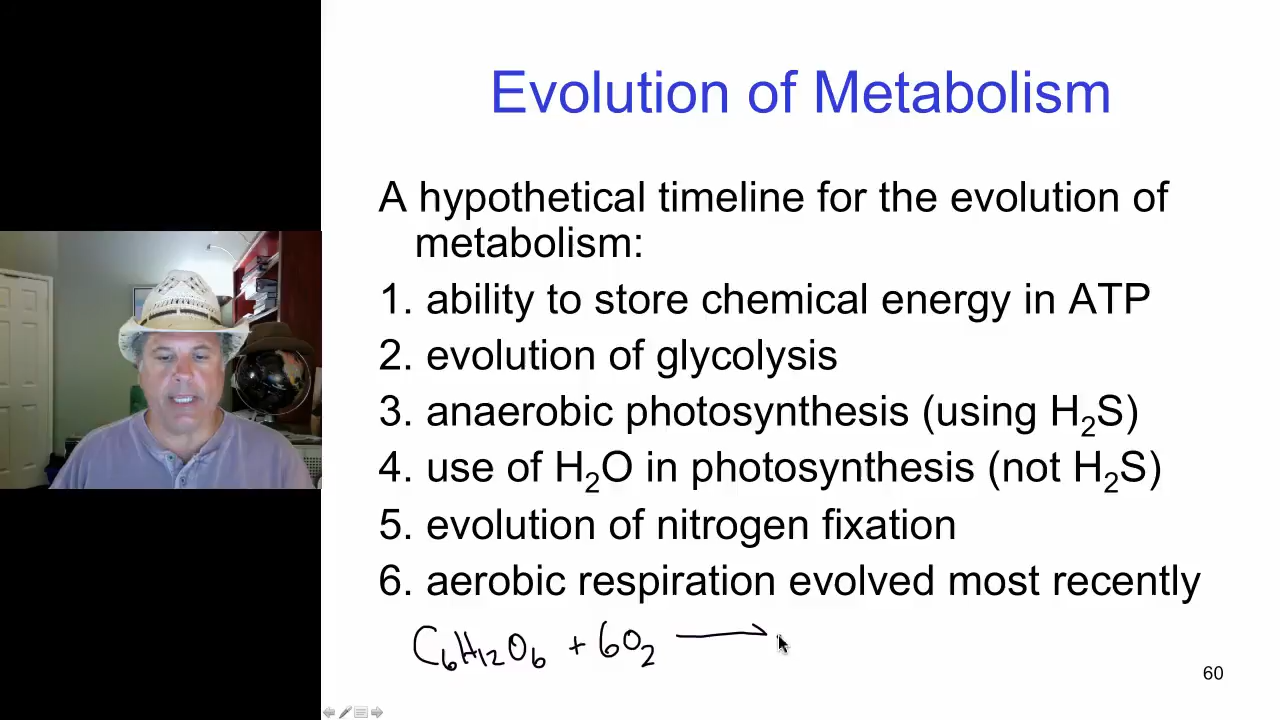 Evolution of Metabolism
A hypothetical timeline for the evolution of
metabolism:
1. ability to store chemical energy in ATP
2. evolution of glycolysis
3. anaerobic photosynthesis (using H₂S)
4. use of H₂O in photosynthesis (not H₂S)
5. evolution of nitrogen fixation
6. aerobic respiration evolved most recently
C₆H₁₂O₆ + 6O₂ →
60